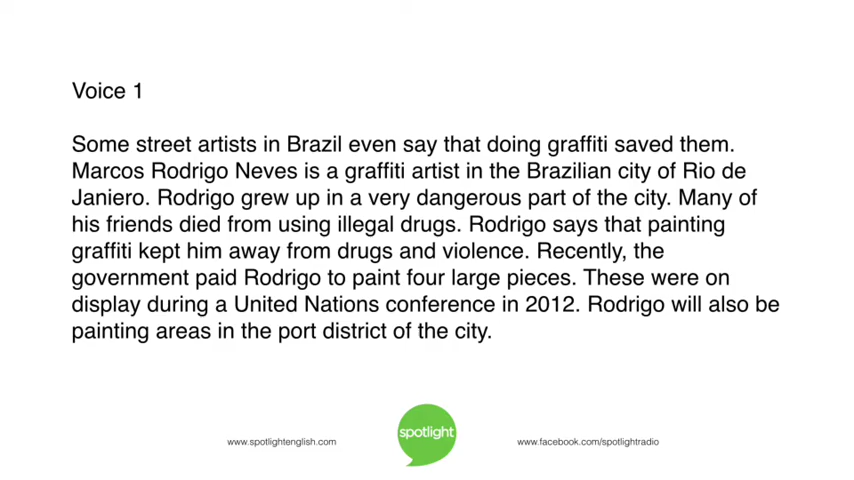 Voice 1
Some street artists in Brazil even say that doing graffiti saved them.
Marcos Rodrigo Neves is a graffiti artist in the Brazilian city of Rio de
Janiero. Rodrigo grew up in a very dangerous part of the city. Many of
his friends died from using illegal drugs. Rodrigo says that painting
graffiti kept him away from drugs and violence. Recently, the
government paid Rodrigo to paint four large pieces. These were on
display during a United Nations conference in 2012. Rodrigo will also be
painting areas in the port district of the city.
spotlight
www.spotlightenglish.com
www.facebook.com/spotlightradio